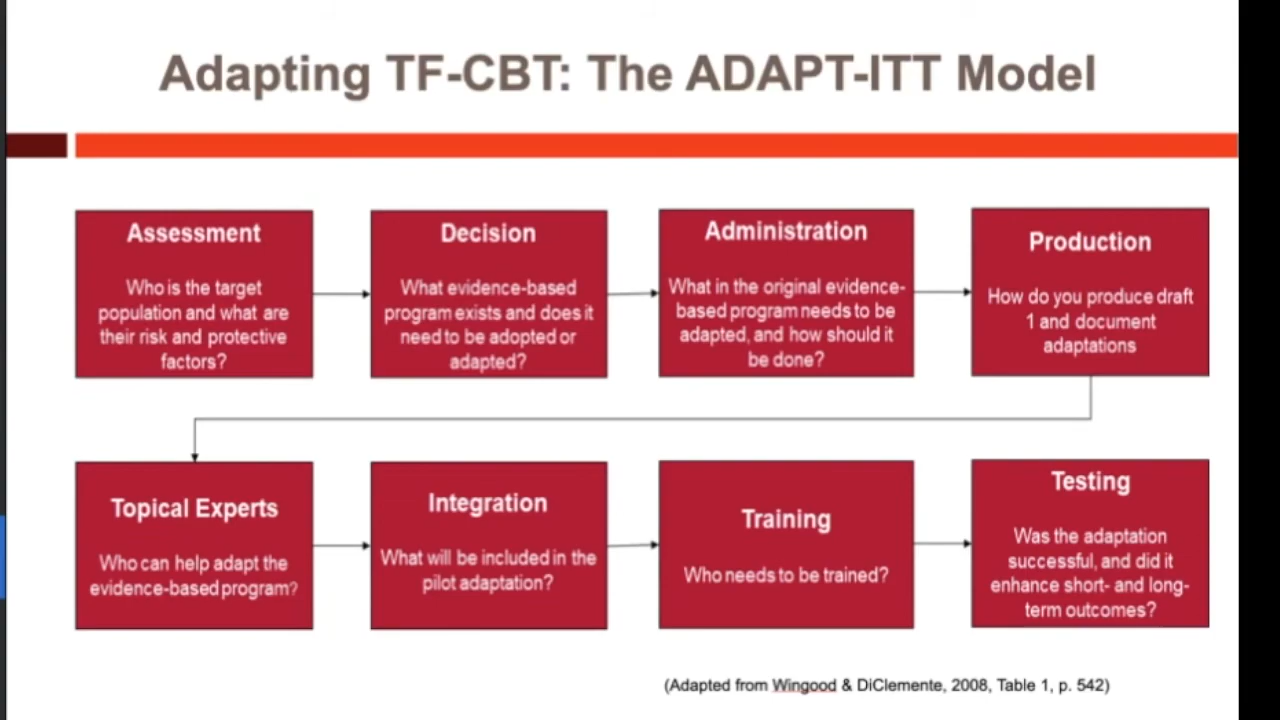 Adapting TF-CBT: The ADAPT-ITT Model
Assessment
Who is the target
population and what are
their risk and protective
factors?
Decision
What evidence-based
program exists and does it
need to be adopted or
adapted?
Administration
What in the original evidence-
based program needs to be
adapted, and how should it
be done?
Production
How do you produce draft
1 and document
adaptations
Topical Experts
Who can help adapt the
evidence-based program?
Integration
What will be included in the
pilot adaptation?
Training
Who needs to be trained?
Testing
Was the adaptation
successful, and did it
enhance short- and long-
term outcomes?
(Adapted from Wingood & DiClemente, 2008, Table 1, p. 542)